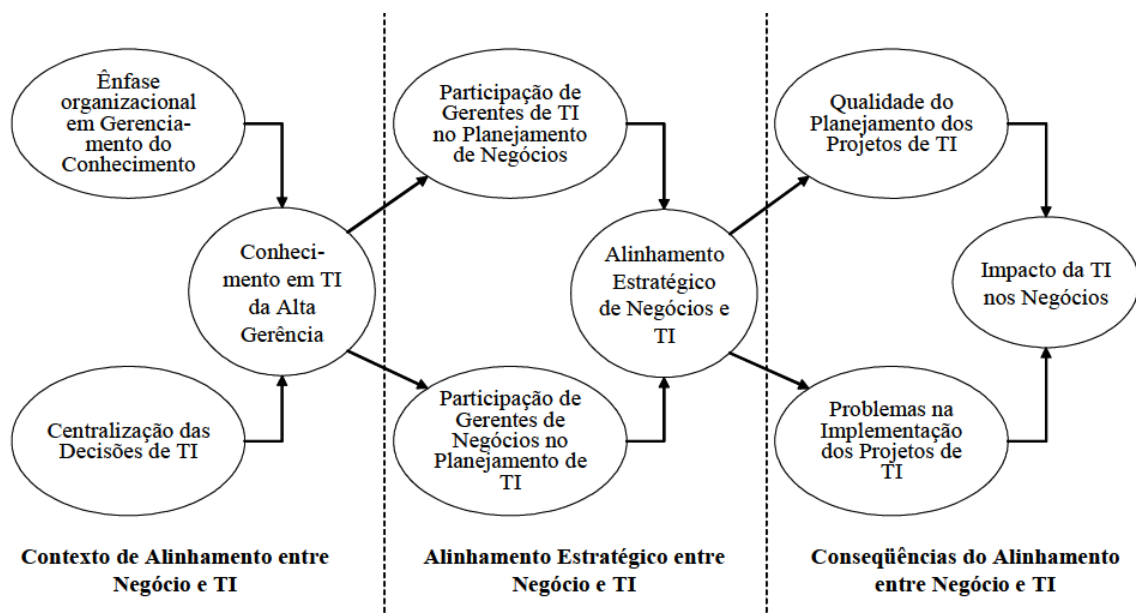 Ênfase
organizacional
em Gerencia-
mento do
Conhecimento
Centralização das
Decisões de TI
Conheci-
mento em TI
da Alta
Gerência
Contexto de Alinhamento entre
Negócio e TI
Participação de
Gerentes de TI
no Planejamento
de Negócios
Participação de
Gerentes de
Negócios no
Planejamento de
TI
Alinhamento
Estratégico
de Negócios e
TI
Alinhamento Estratégico entre
Negócio e TI
Qualidade do
Planejamento dos
Projetos de TI
Problemas na
Implementação
dos Projetos de
TI
Impacto da TI
nos Negócios
Conseqüências do Alinhamento
entre Negócio e TI